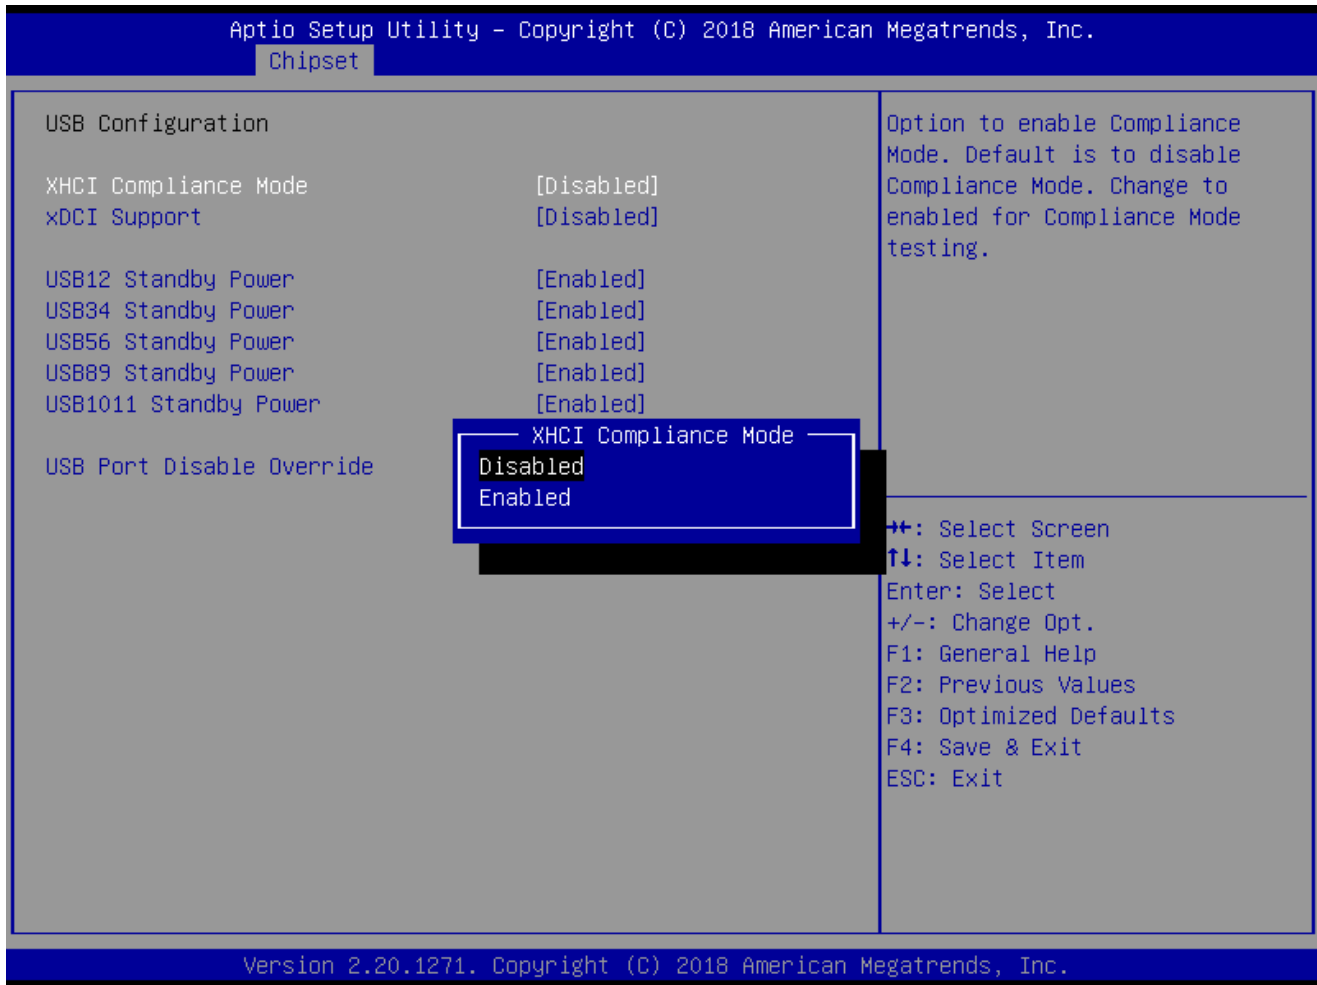 Aptio Setup Utility – Copyright (C) 2018 American Megatrends, Inc.
Chipset
USB Configuration
XHCI Compliance Mode [Disabled]
xDCI Support [Disabled]
USB12 Standby Power [Enabled]
USB34 Standby Power [Enabled]
USB56 Standby Power [Enabled]
USB89 Standby Power [Enabled]
USB1011 Standby Power [Enabled]
USB Port Disable Override
XHCI Compliance Mode
Disabled
Enabled
Option to enable Compliance
Mode. Default is to disable
Compliance Mode. Change to
enabled for Compliance Mode
testing.
→←: Select Screen
↑↓: Select Item
Enter: Select
+/-: Change Opt.
F1: General Help
F2: Previous Values
F3: Optimized Defaults
F4: Save & Exit
ESC: Exit
Version 2.20.1271. Copyright (C) 2018 American Megatrends, Inc.